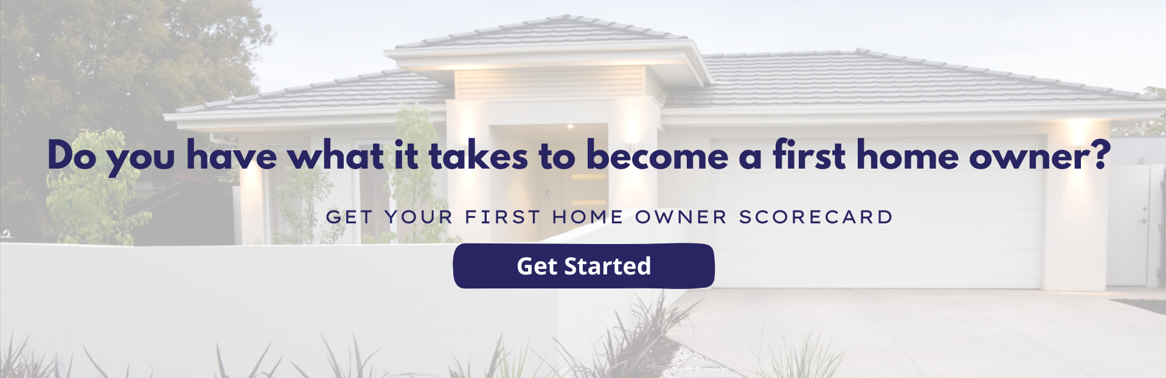 Do you have what it takes to become a first home owner?
GET YOUR FIRST HOME OWNER SCORECARD
Get Started